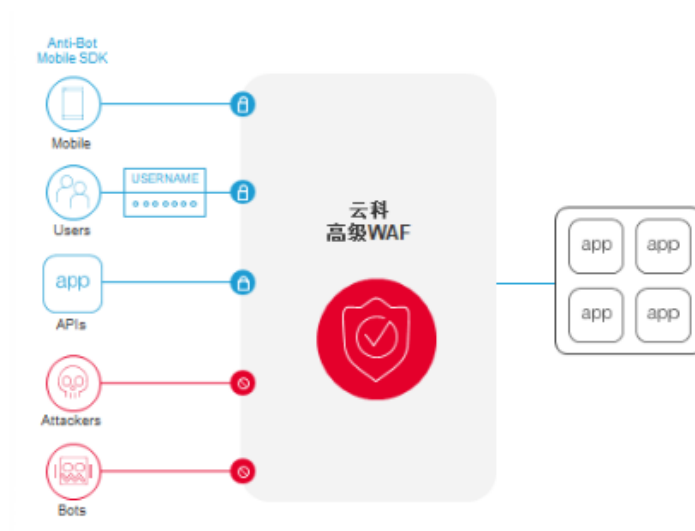 Anti-Bot
Mobile SDK
Mobile
USERNAME
Users
app
APIs
Attackers
Bots
云科
高级WAF
app
app
app
app